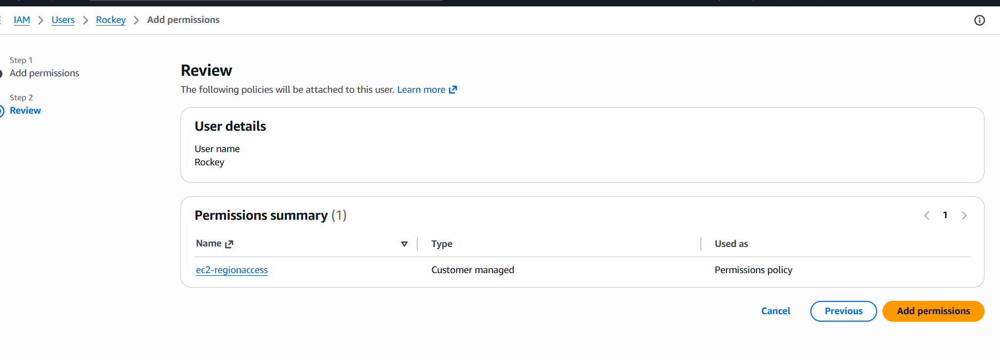 IAM > Users > Rockey > Add permissions
Step 1
Add permissions
Step 2
Review
Review
The following policies will be attached to this user. Learn more
User details
User name
Rockey
Permissions summary (1)
1
Name Type Used as
ec2-regionaccess Customer managed Permissions policy
Cancel Previous Add permissions